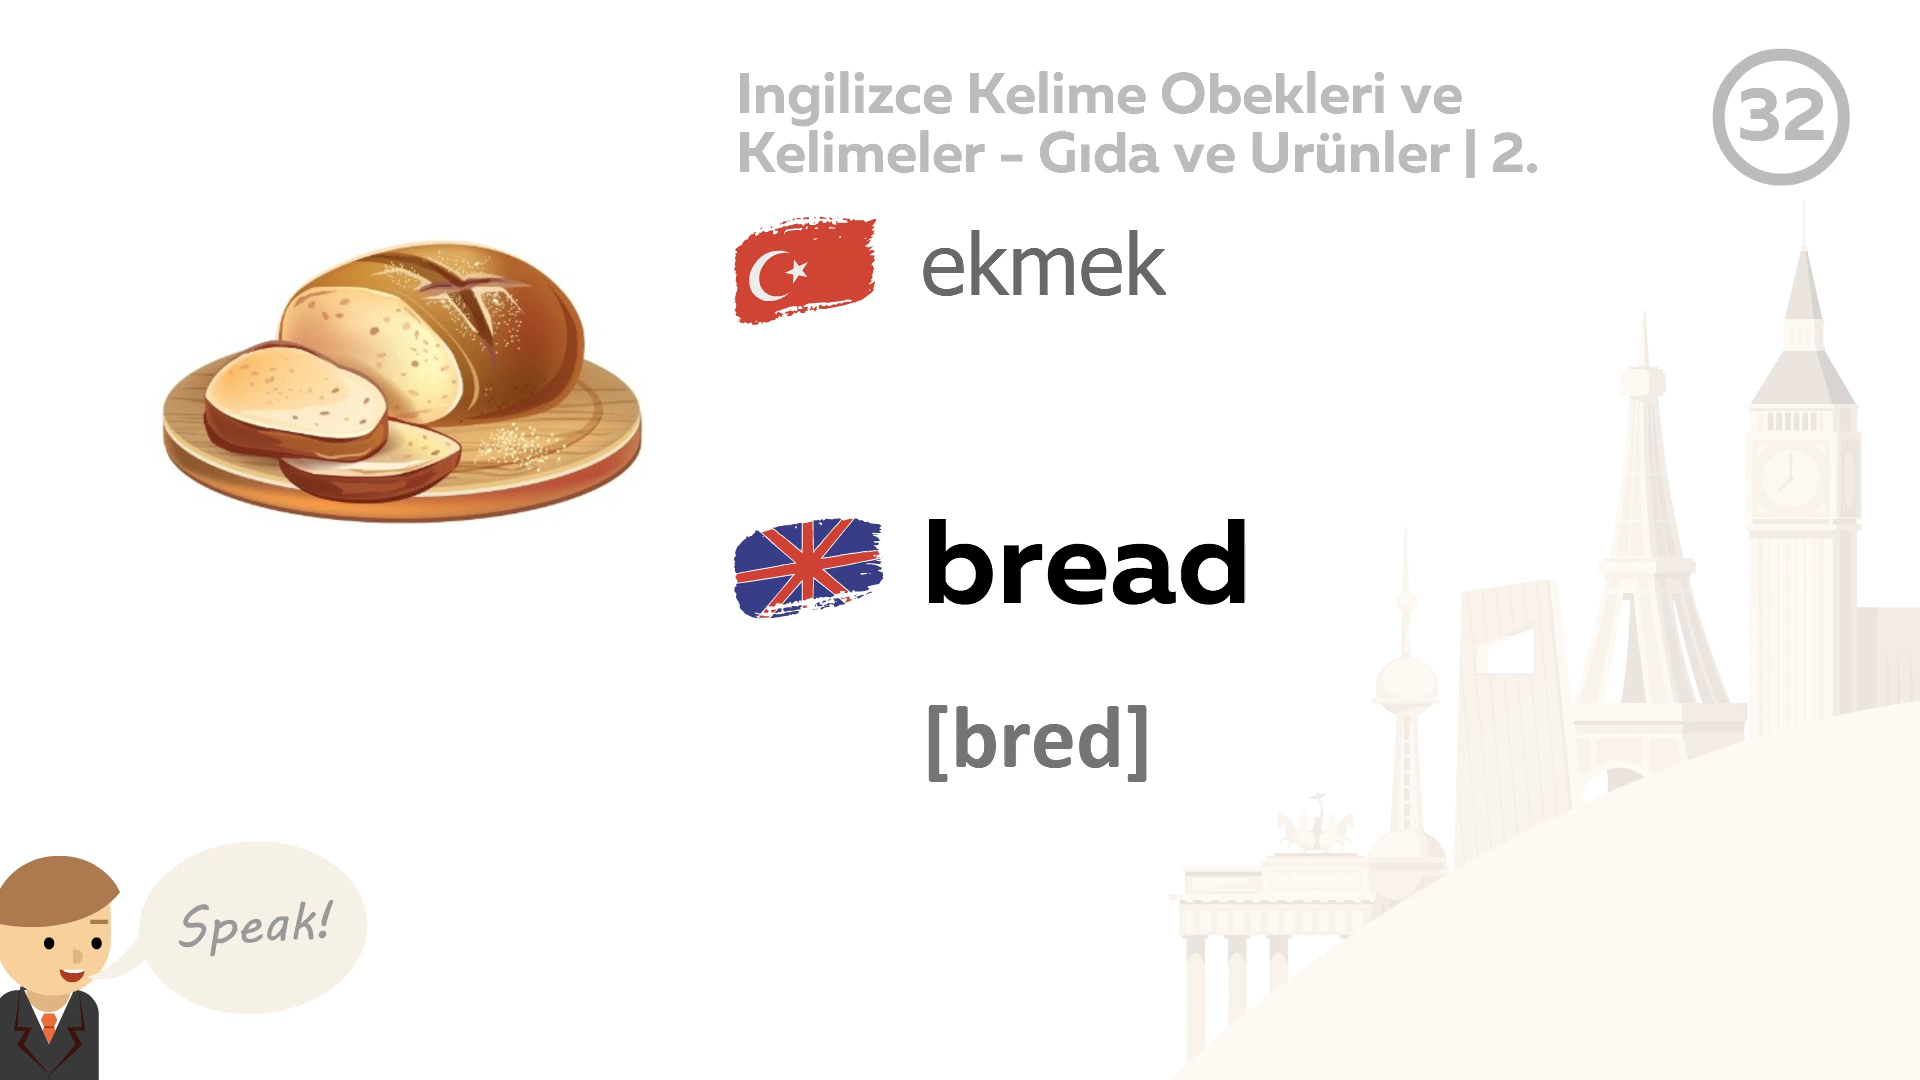 Ingilizce Kelime Obekleri ve
Kelimeler - Gıda ve Urünler | 2.
32
ekmek
bread
[bred]
Speak!